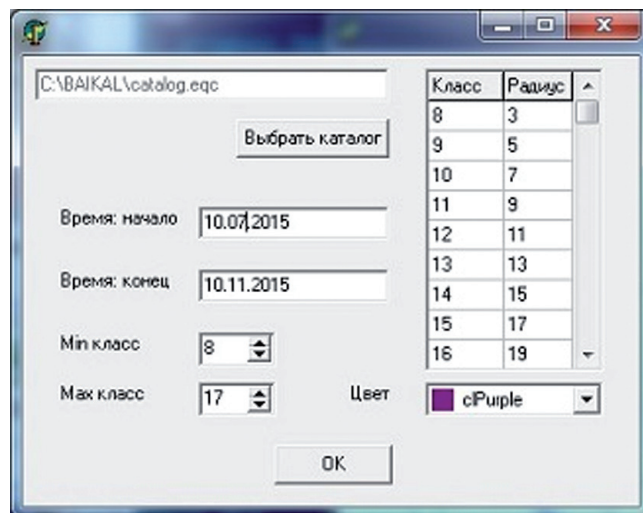 C:\BAIKAL\catalog.eqc
Выбрать каталог
Время: начало 10.07.2015
Время: конец 10.11.2015
Min класс 8
Max класс 17
Класс Радиус
8 3
9 5
10 7
11 9
12 11
13 13
14 15
15 17
16 19
Цвет clPurple
OK